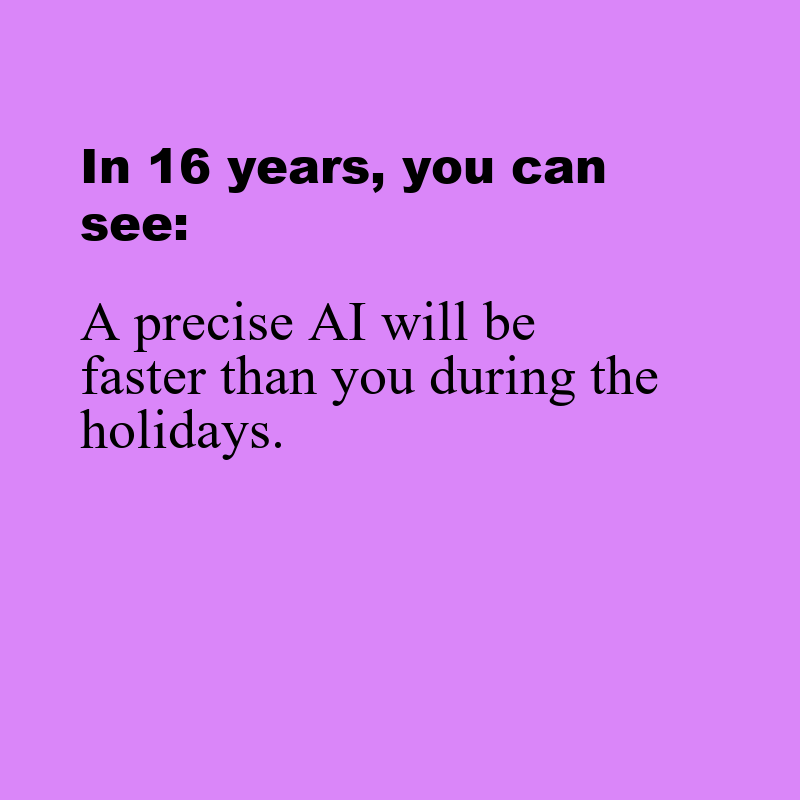 In 16 years, you can
see:
A precise AI will be
faster than you during the
holidays.